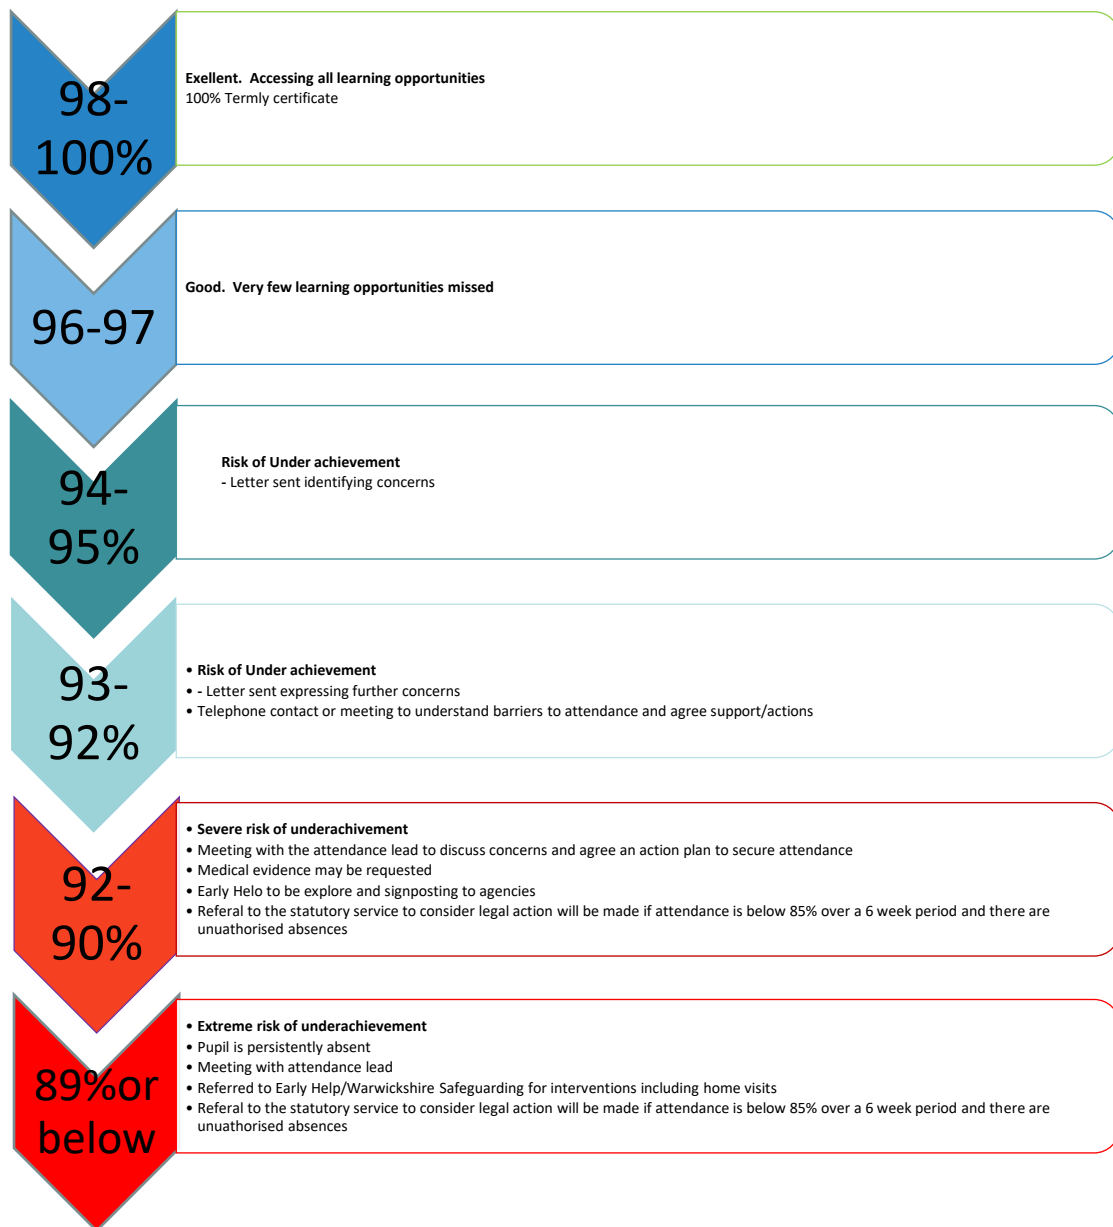 98-
100%
Exellent.  Accessing all learning opportunities
100% Termly certificate
96-97
Good.  Very few learning opportunities missed
94-
95%
Risk of Under achievement
- Letter sent identifying concerns
93-
92%
• Risk of Under achievement
• - Letter sent expressing further concerns
• Telephone contact or meeting to understand barriers to attendance and agree support/actions
92-
90%
• Severe risk of underachivement
• Meeting with the attendance lead to discuss concerns and agree an action plan to secure attendance
• Medical evidence may be requested
• Early Helo to be explore and signposting to agencies
• Referal to the statutory service to consider legal action will be made if attendance is below 85% over a 6 week period and there are
unathorised absences
89%or
below
• Extreme risk of underachievement
• Pupil is persistently absent
• Meeting with attendance lead
• Referred to Early Help/Warwickshire Safeguarding for interventions including home visits
• Referal to the statutory service to consider legal action will be made if attendance is below 85% over a 6 week period and there are
unathorised absences